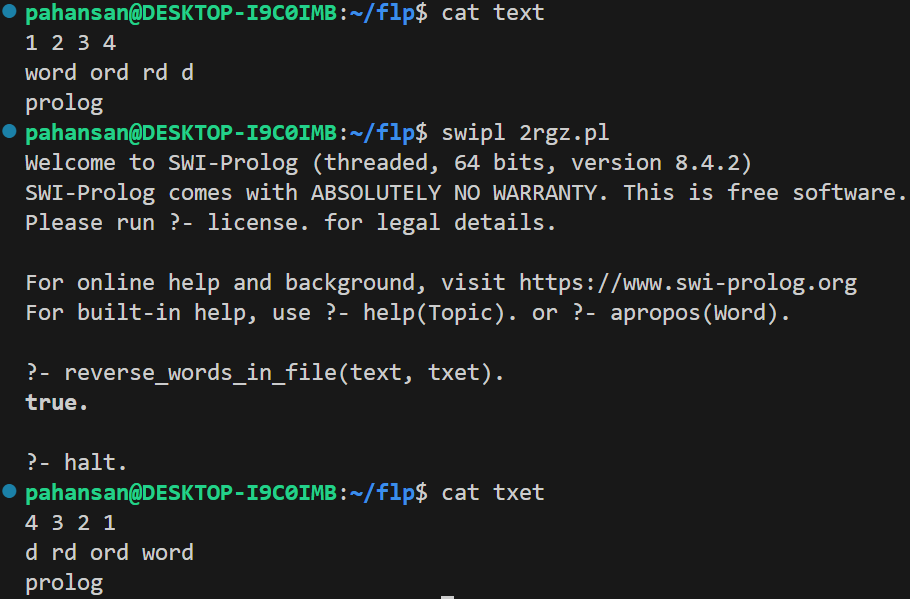 pahansan@DESKTOP-I9C0IMB:~/flp$ cat text
1 2 3 4
word ord rd d
prolog
pahansan@DESKTOP-I9C0IMB:~/flp$ swipl 2rgz.pl
Welcome to SWI-Prolog (threaded, 64 bits, version 8.4.2)
SWI-Prolog comes with ABSOLUTELY NO WARRANTY. This is free software.
Please run ?- license. for legal details.

For online help and background, visit https://www.swi-prolog.org
For built-in help, use ?- help(Topic). or ?- apropos(Word).

?- reverse_words_in_file(text, txet).
true.

?- halt.
pahansan@DESKTOP-I9C0IMB:~/flp$ cat txet
4 3 2 1
d rd ord word
prolog